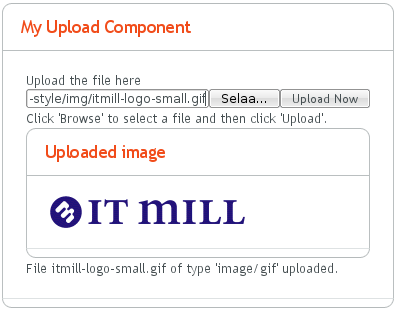 My Upload Component
Upload the file here
-style/img/itmill-logo-small.gif Selaa... Upload Now
Click 'Browse' to select a file and then click 'Upload'.
Uploaded image
IT MILL
File itmill-logo-small.gif of type 'image/gif' uploaded.